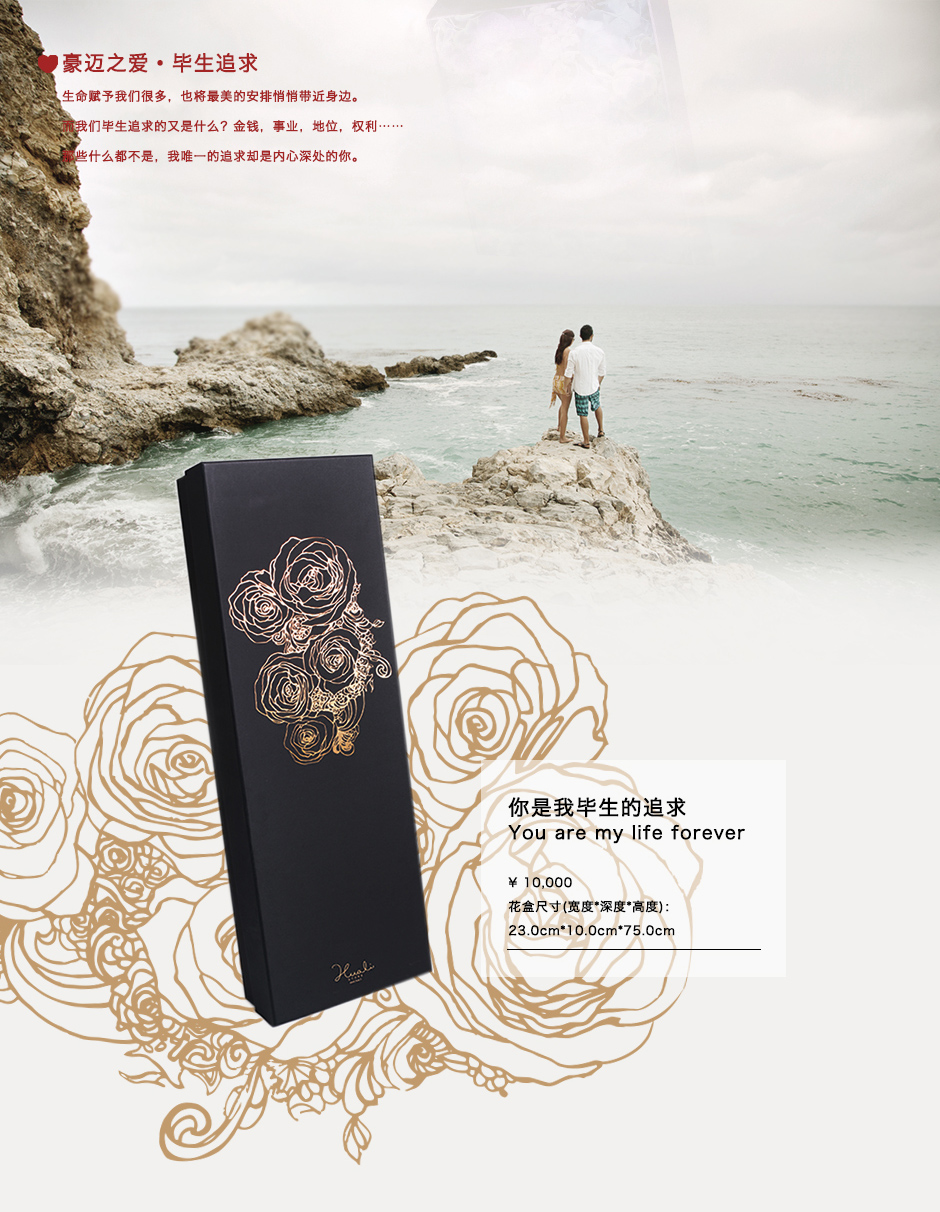 豪迈之爱·毕生追求
生命赋予我们很多，也将最美的安排悄悄带近身边。
我们毕生追求的又是什么？金钱，事业，地位，权利……
些什么都不是，我唯一的追求却是内心深处的你。
你是我毕生的追求
You are my life forever
¥ 10,000
花盒尺寸(宽度*深度*高度)：
23.0cm*10.0cm*75.0cm
Huali